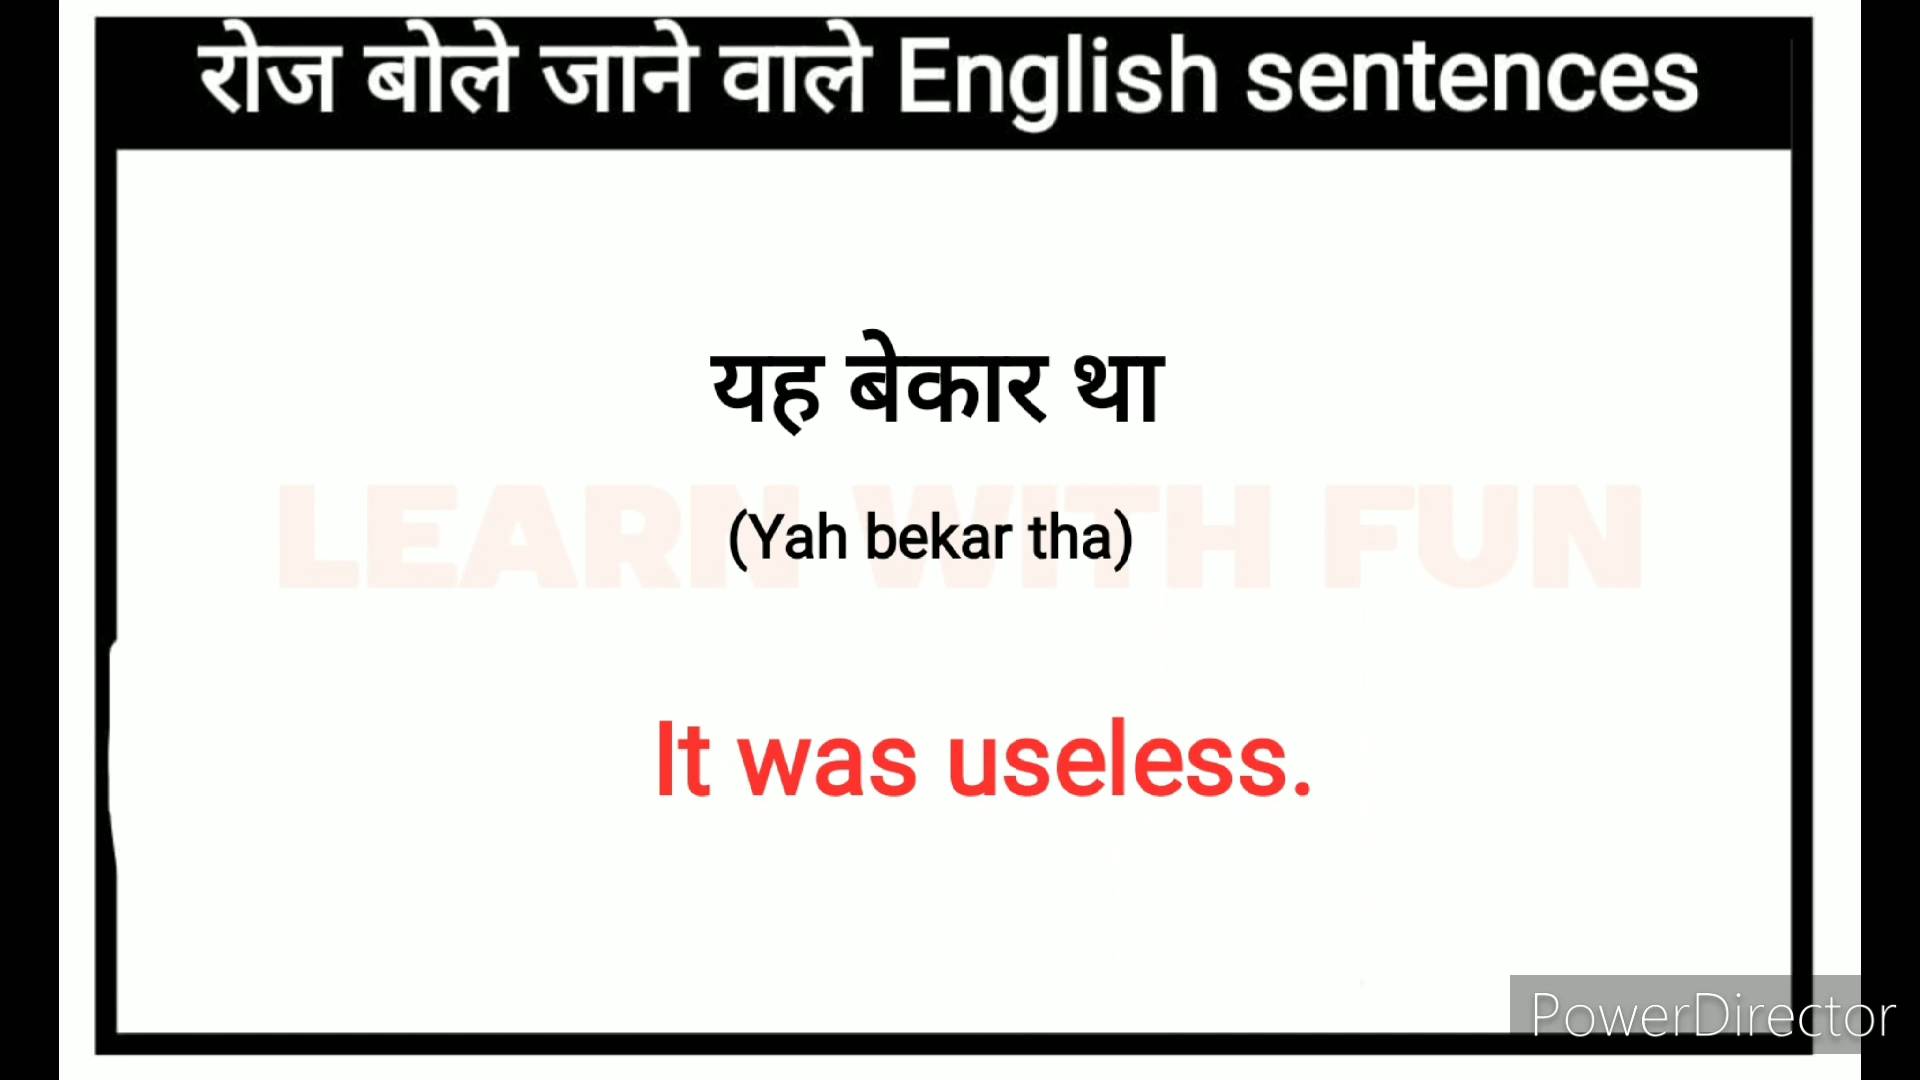 रोज बोले जाने वाले English sentences
यह बेकार था
LEARN WITH FUN
(Yah bekar tha)
It was useless.
PowerDirector